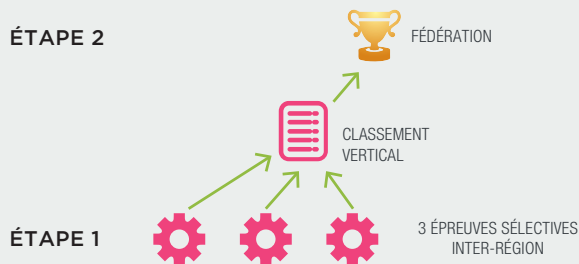 ÉTAPE 2
FÉDÉRATION
CLASSEMENT
VERTICAL
ÉTAPE 1
3 ÉPREUVES SÉLECTIVES
INTER-RÉGION